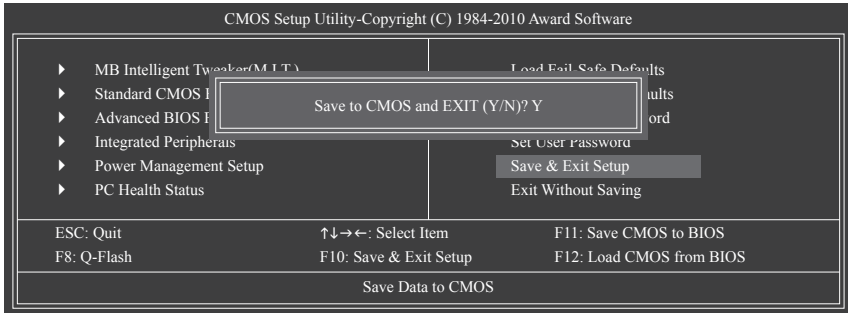 CMOS Setup Utility-Copyright (C) 1984-2010 Award Software
MB Intelligent Tweaker(M.I.T.)
Standard CMOS
Advanced BIOS
Integrated Peripherals
Power Management Setup
PC Health Status
Load Fail-Safe Defaults
Set User Password
Save & Exit Setup
Exit Without Saving
Save to CMOS and EXIT (Y/N)? Y
ESC: Quit ↑↓→←: Select Item F11: Save CMOS to BIOS
F8: Q-Flash F10: Save & Exit Setup F12: Load CMOS from BIOS
Save Data to CMOS